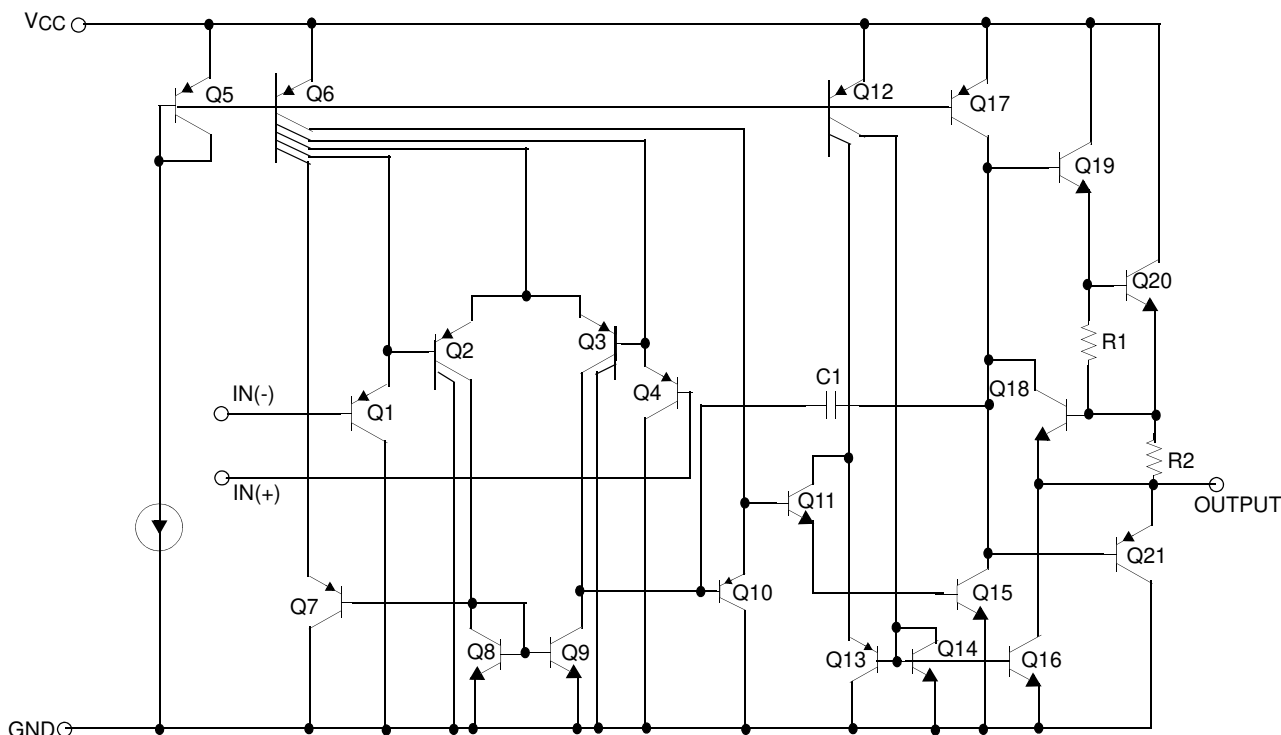 VCC
Q5
Q6
Q12
Q17
Q19
Q20
Q2
Q3
R1
C1
Q18
Q4
IN(-)
Q1
R2
IN(+)
Q11
OUTPUT
Q21
Q7
Q10
Q15
Q8
Q9
Q13
Q14
Q16
GND